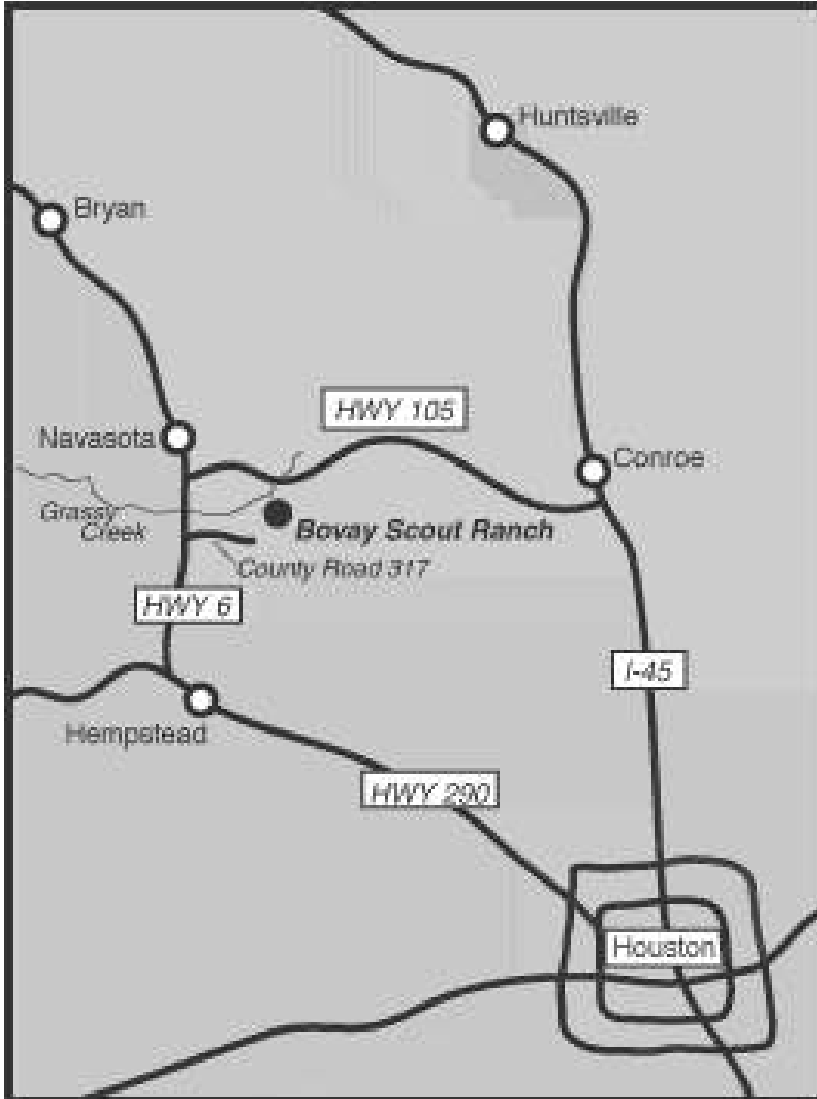 Huntsville
Bryan
HWY 105
Navasota
Conroe
Grassy
Creek
Bovay Scout Ranch
County Road 317
HWY 6
I-45
Hempstead
HWY 290
Houston